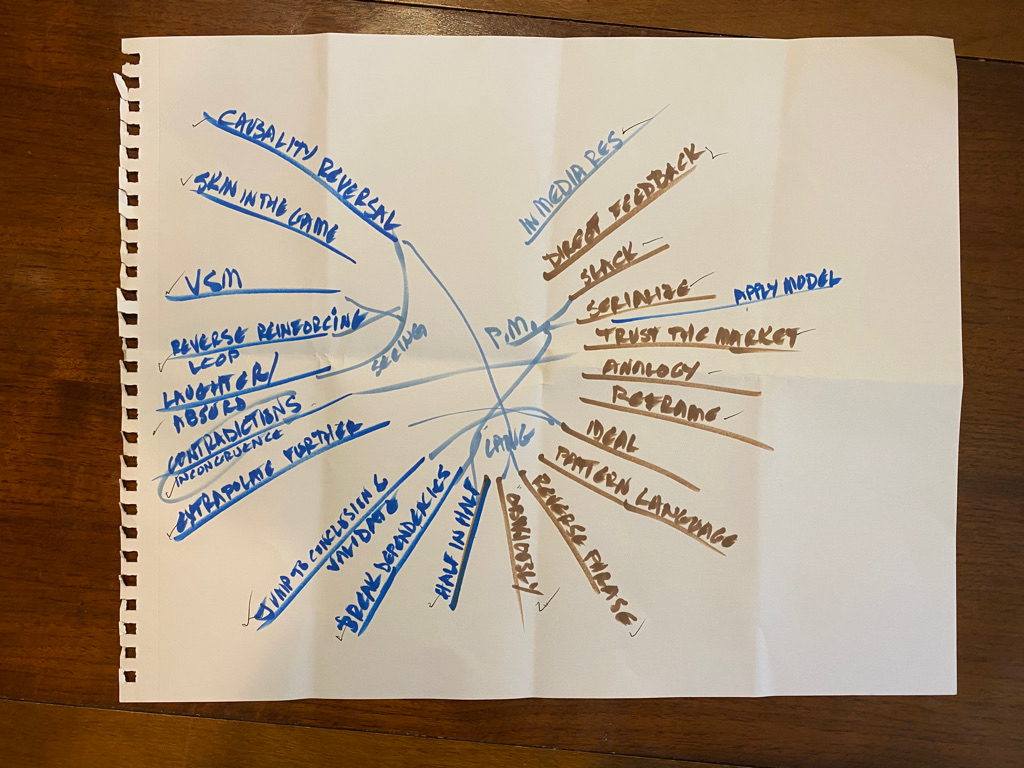 CAUSALITY REVERSAL
SKIN IN THE GAME
VSM
REVERSE REINFORCING
LOOP
LAUGHTER/
ABSURD
CONTRADICTIONS
INCONGRUENCE
EXTRAPOLATE FURTHER
JUMP TO CONCLUSIONS
VALIDATE
BREAK DEPENDENCIES
HALF IN HALF
OBVIOUSLY
REVERSE PHRASE
PATTERN LANGUAGE
IDEAL
REFRAME
ANALOGY
TRUST THE MARKET
SERIALIZE
APPLY MODEL
SLACK
DIRECT FEEDBACK
IN MEDIA RES
SEEING
P.M.
LANG